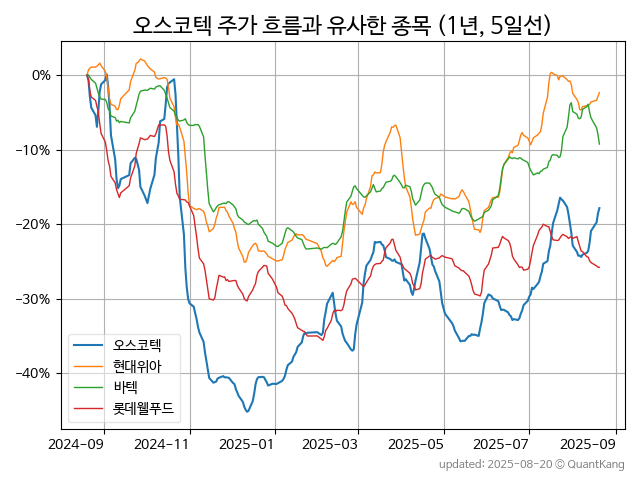 오스코텍 주가 흐름과 유사한 종목 (1년, 5일선)
0%
−10%
−20%
−30%
−40%
오스코텍
현대위아
바텍
롯데웰푸드
2024-09 2024-11 2025-01 2025-03 2025-05 2025-07 2025-09
updated: 2025-08-20 © QuantKang